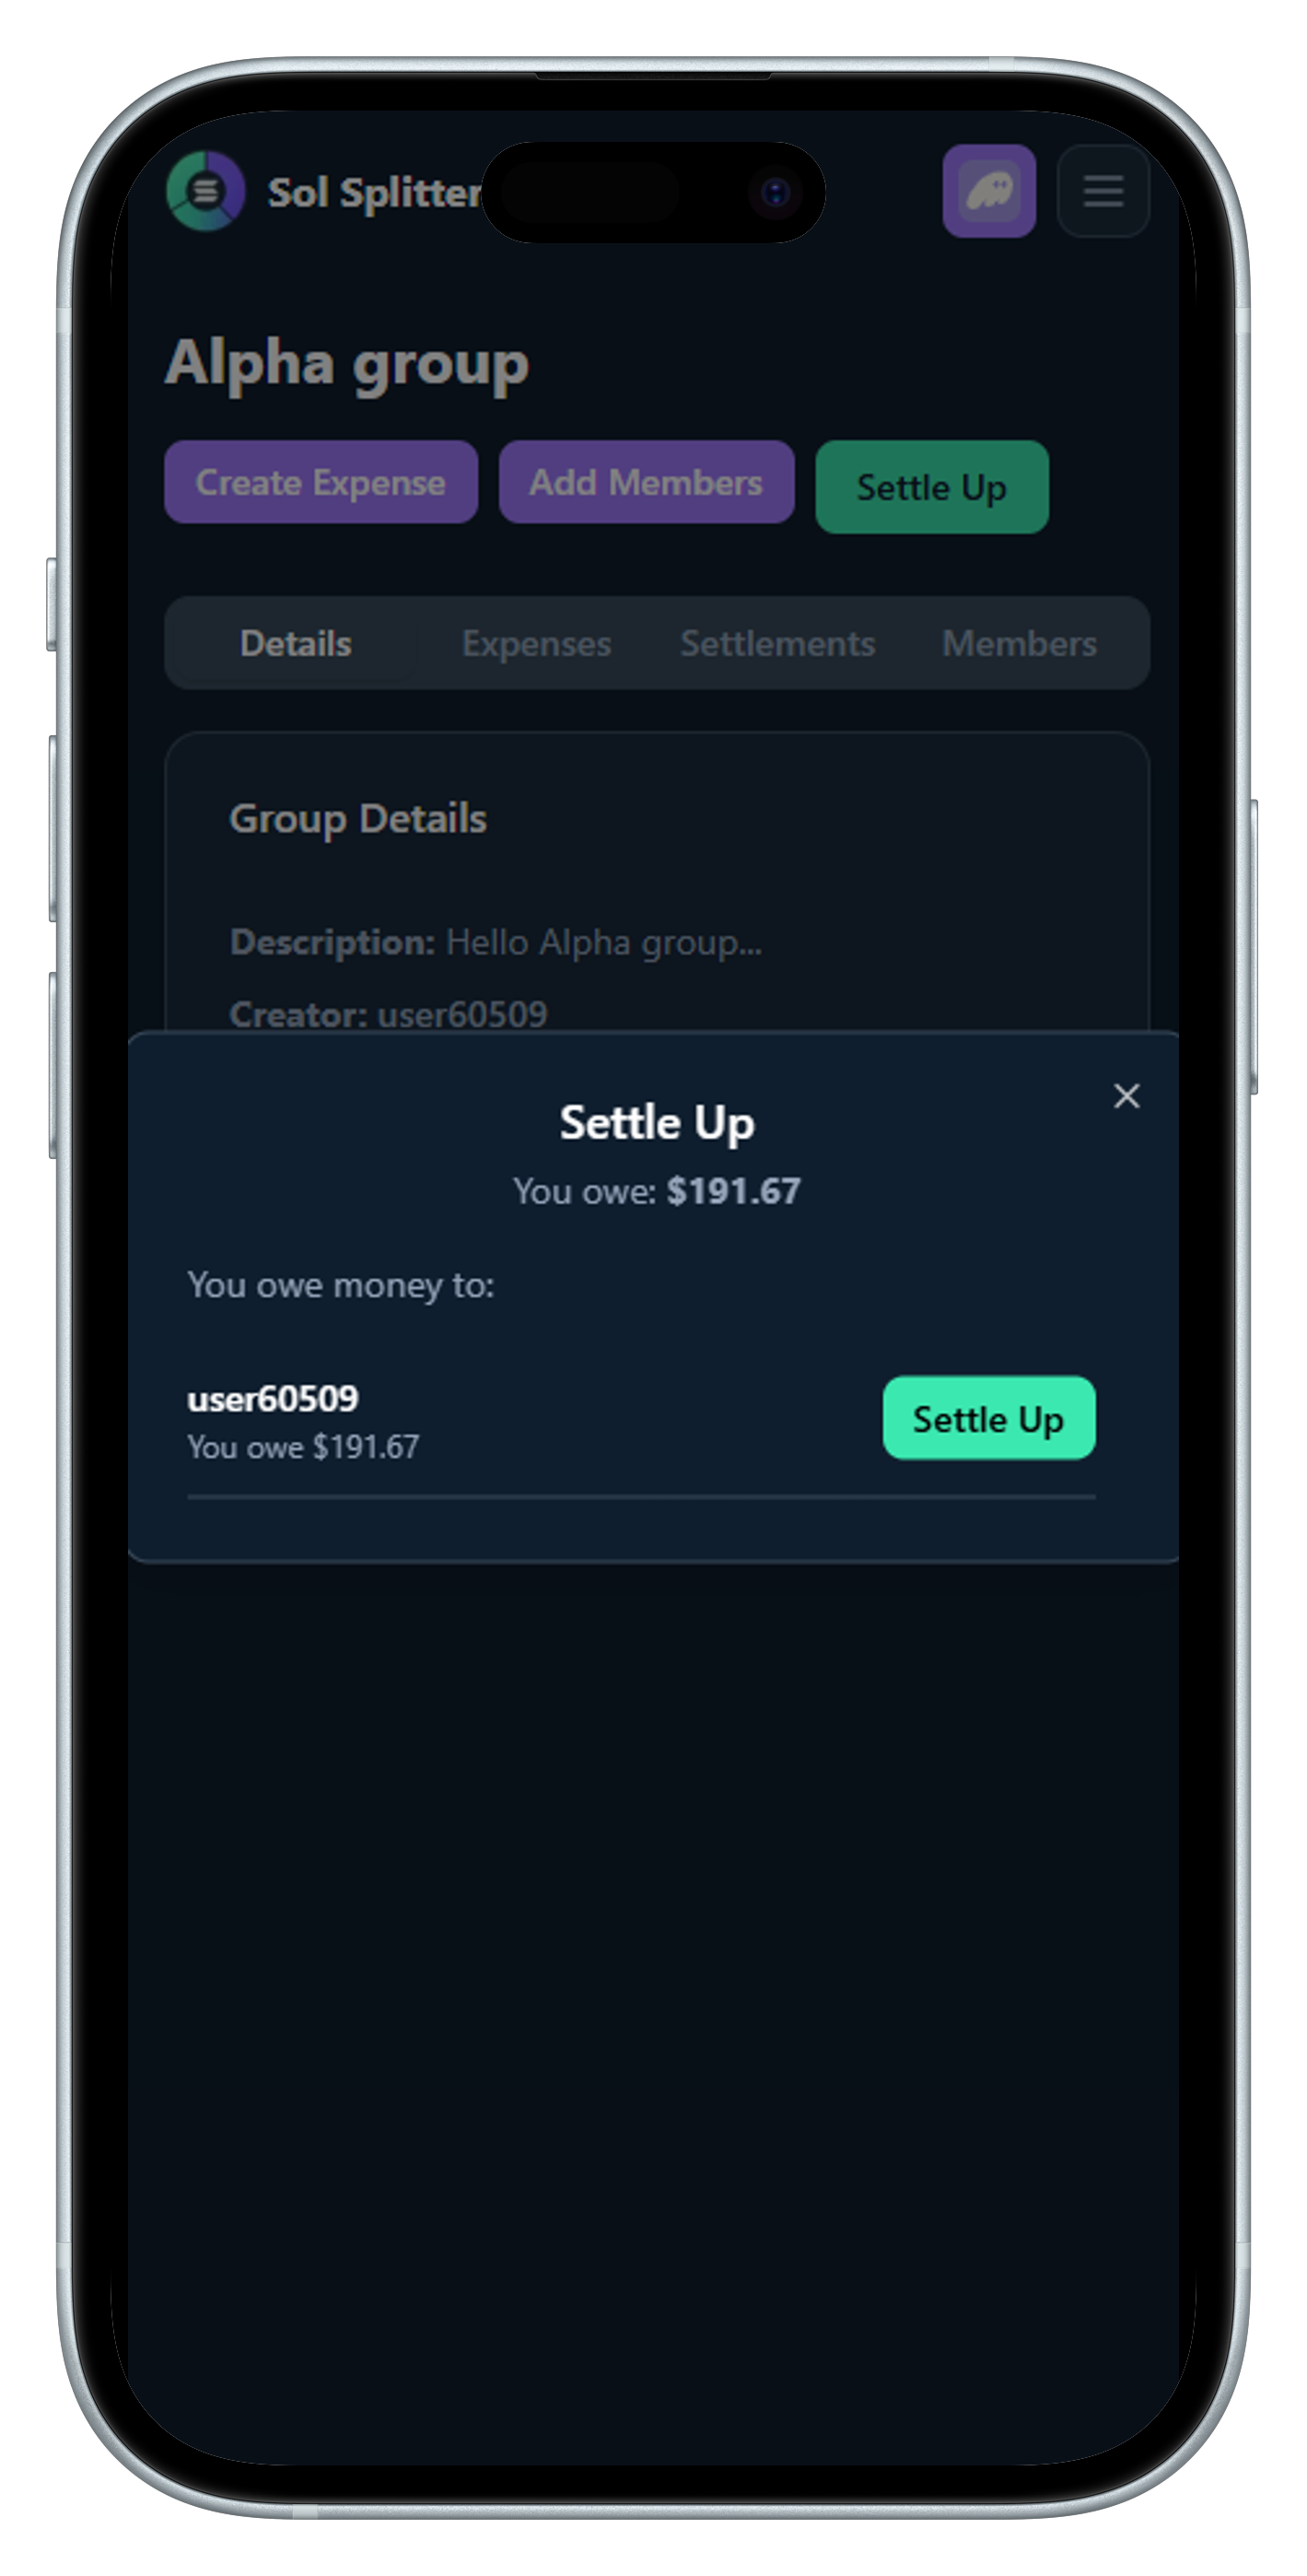 Sol Splitter
Alpha group
Create Expense Add Members Settle Up
Details Expenses Settlements Members
Group Details
Description: Hello Alpha group...
Creator: user60509
Settle Up
You owe: $191.67
You owe money to:
user60509
You owe $191.67
Settle Up